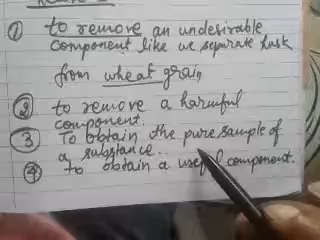 ① to remove an undesirable
component like we separate husk
from wheat grain
② to remove a harmful
component.
③ To obtain the pure sample of
a substance.
④ to obtain a useful component.